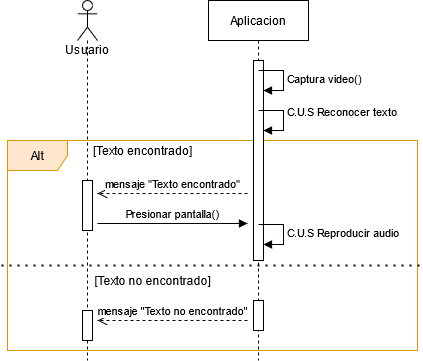 Aplicacion
Usuario
Captura video()
C.U.S Reconocer texto
Alt
[Texto encontrado]
mensaje "Texto encontrado"
Presionar pantalla()
C.U.S Reproducir audio
[Texto no encontrado]
mensaje "Texto no encontrado"